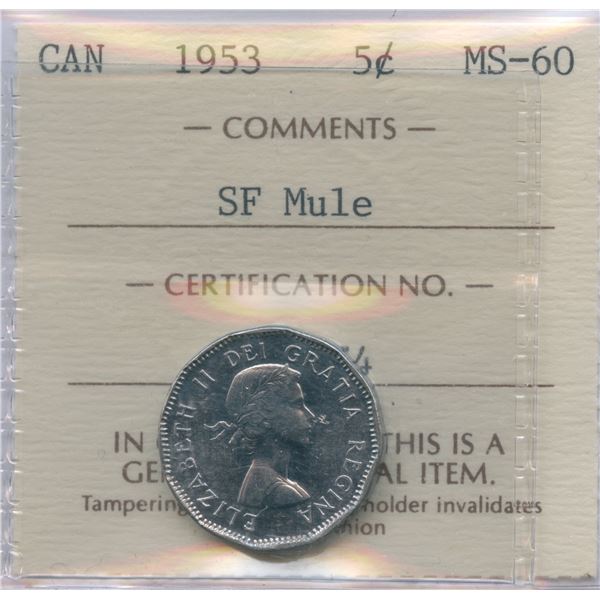 CAN 1953 5¢ MS-60
— COMMENTS —
SF Mule
— CERTIFICATION NO. —
ELIZABETH II DEI GRATIA REGINA
IN THIS IS A
GE AL ITEM.
Tampering holder invalidates
nion